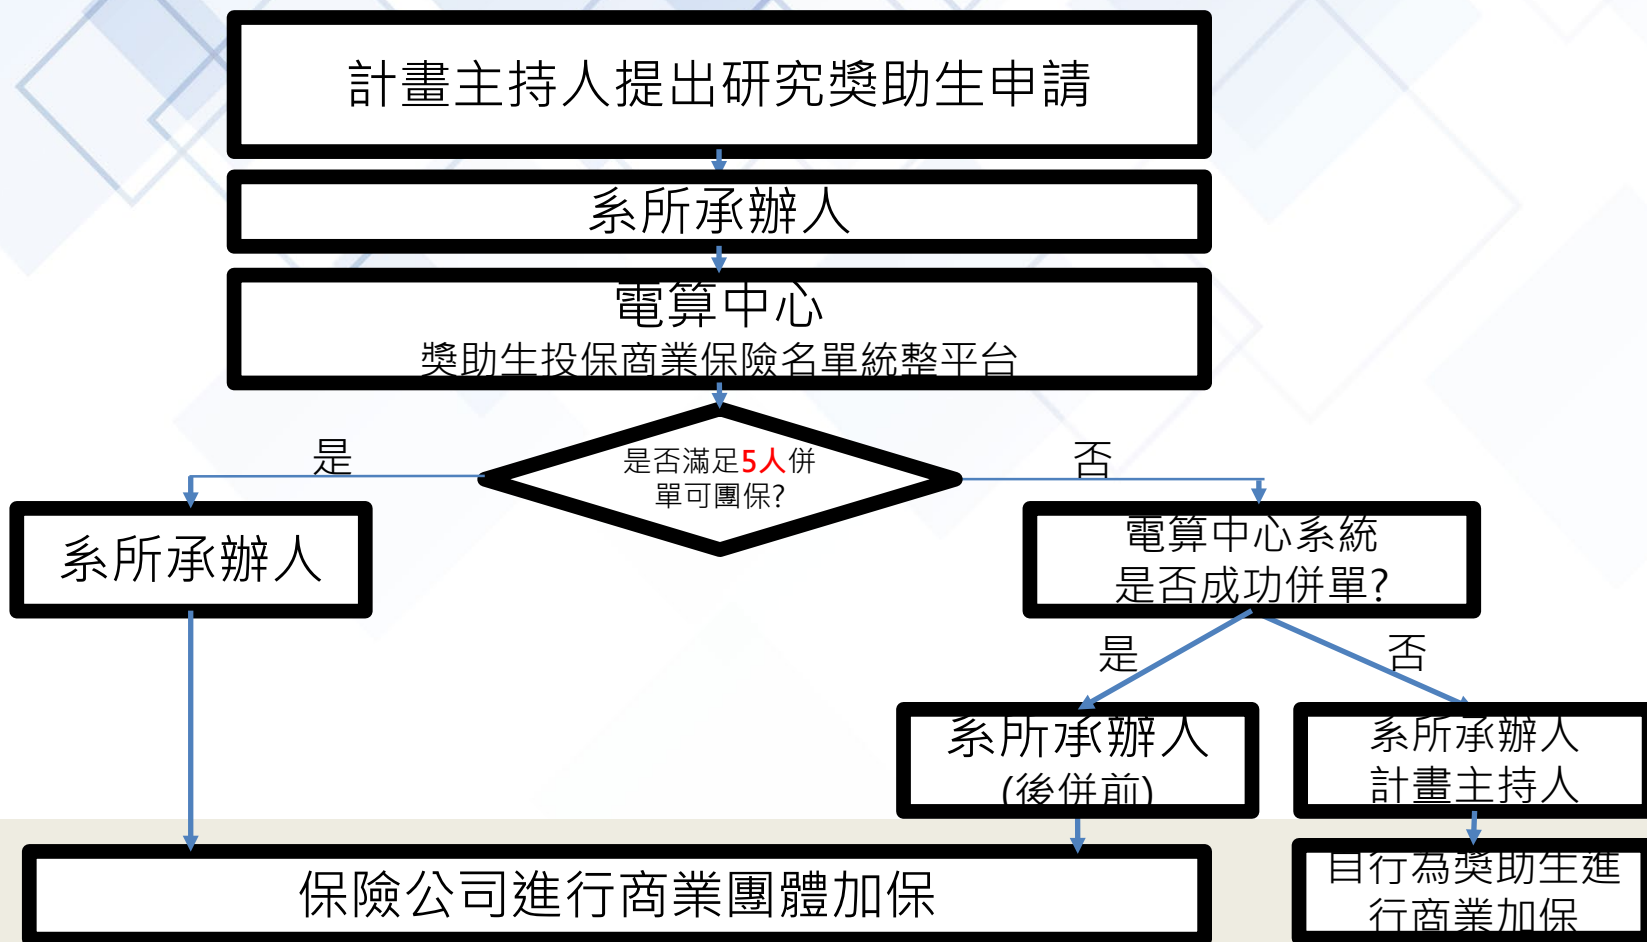 計畫主持人提出研究獎助生申請
系所承辦人
電算中心
獎助生投保商業保險名單統整平台
是否滿足5人併
單可團保?
是
否
系所承辦人
電算中心系統
是否成功併單?
是
否
系所承辦人
(後併前)
系所承辦人
計畫主持人
保險公司進行商業團體加保
自行為獎助生進
行商業加保